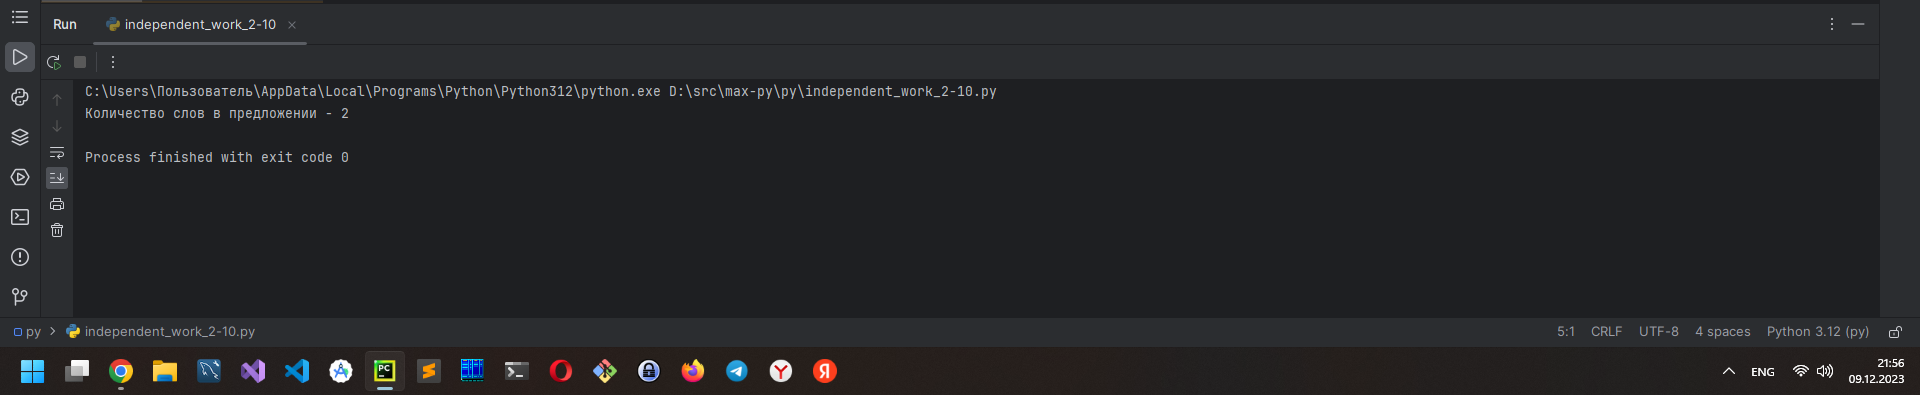 Run
independent_work_2-10
C:\Users\Пользователь\AppData\Local\Programs\Python\Python312\python.exe D:\src\max-py\py\independent_work_2-10.py
Количество слов в предложении - 2
Process finished with exit code 0
py > independent_work_2-10.py
5:1 CRLF UTF-8 4 spaces Python 3.12 (py)
PC
Y
Я
ENG
21:56
09.12.2023